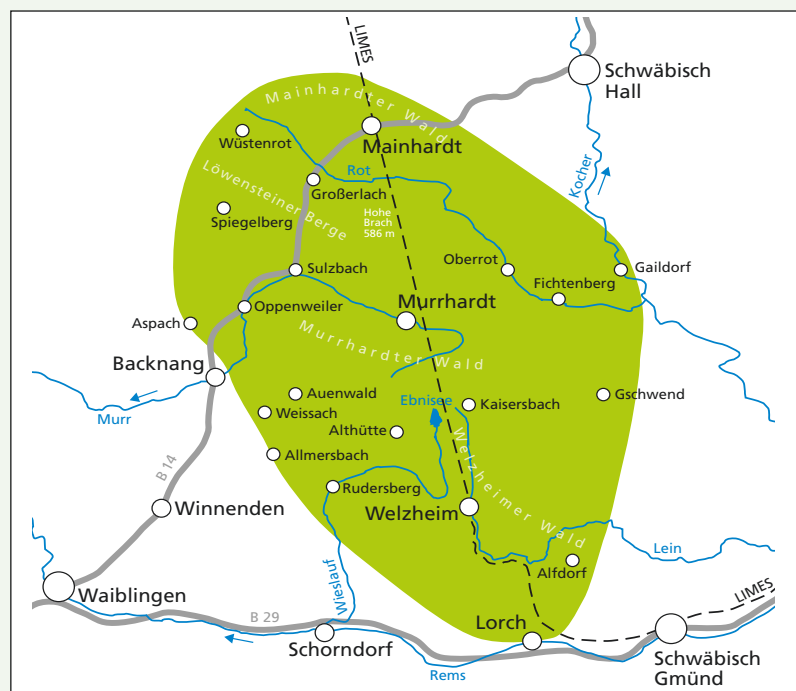 LIMES
Schwäbisch
Hall
Mainhardter Wald
Wüstenrot
Mainhardt
Rot
Kocher
Löwensteiner Berge
Großerlach
Spiegelberg
Hohe
Brach
586 m
Sulzbach
Oberrot
Gaildorf
Fichtenberg
Oppenweiler
Murrhardt
Aspach
Murrhardter Wald
Backnang
Murr
Auenwald
Ebnisee
Kaisersbach
Gschwend
Weissach
Althütte
Allmersbach
Welzheimer Wald
B 14
Rudersberg
Winnenden
Welzheim
Lein
Alfdorf
Waiblingen
Wieslauf
LIMES
B 29
Lorch
Schorndorf
Rems
Schwäbisch
Gmünd